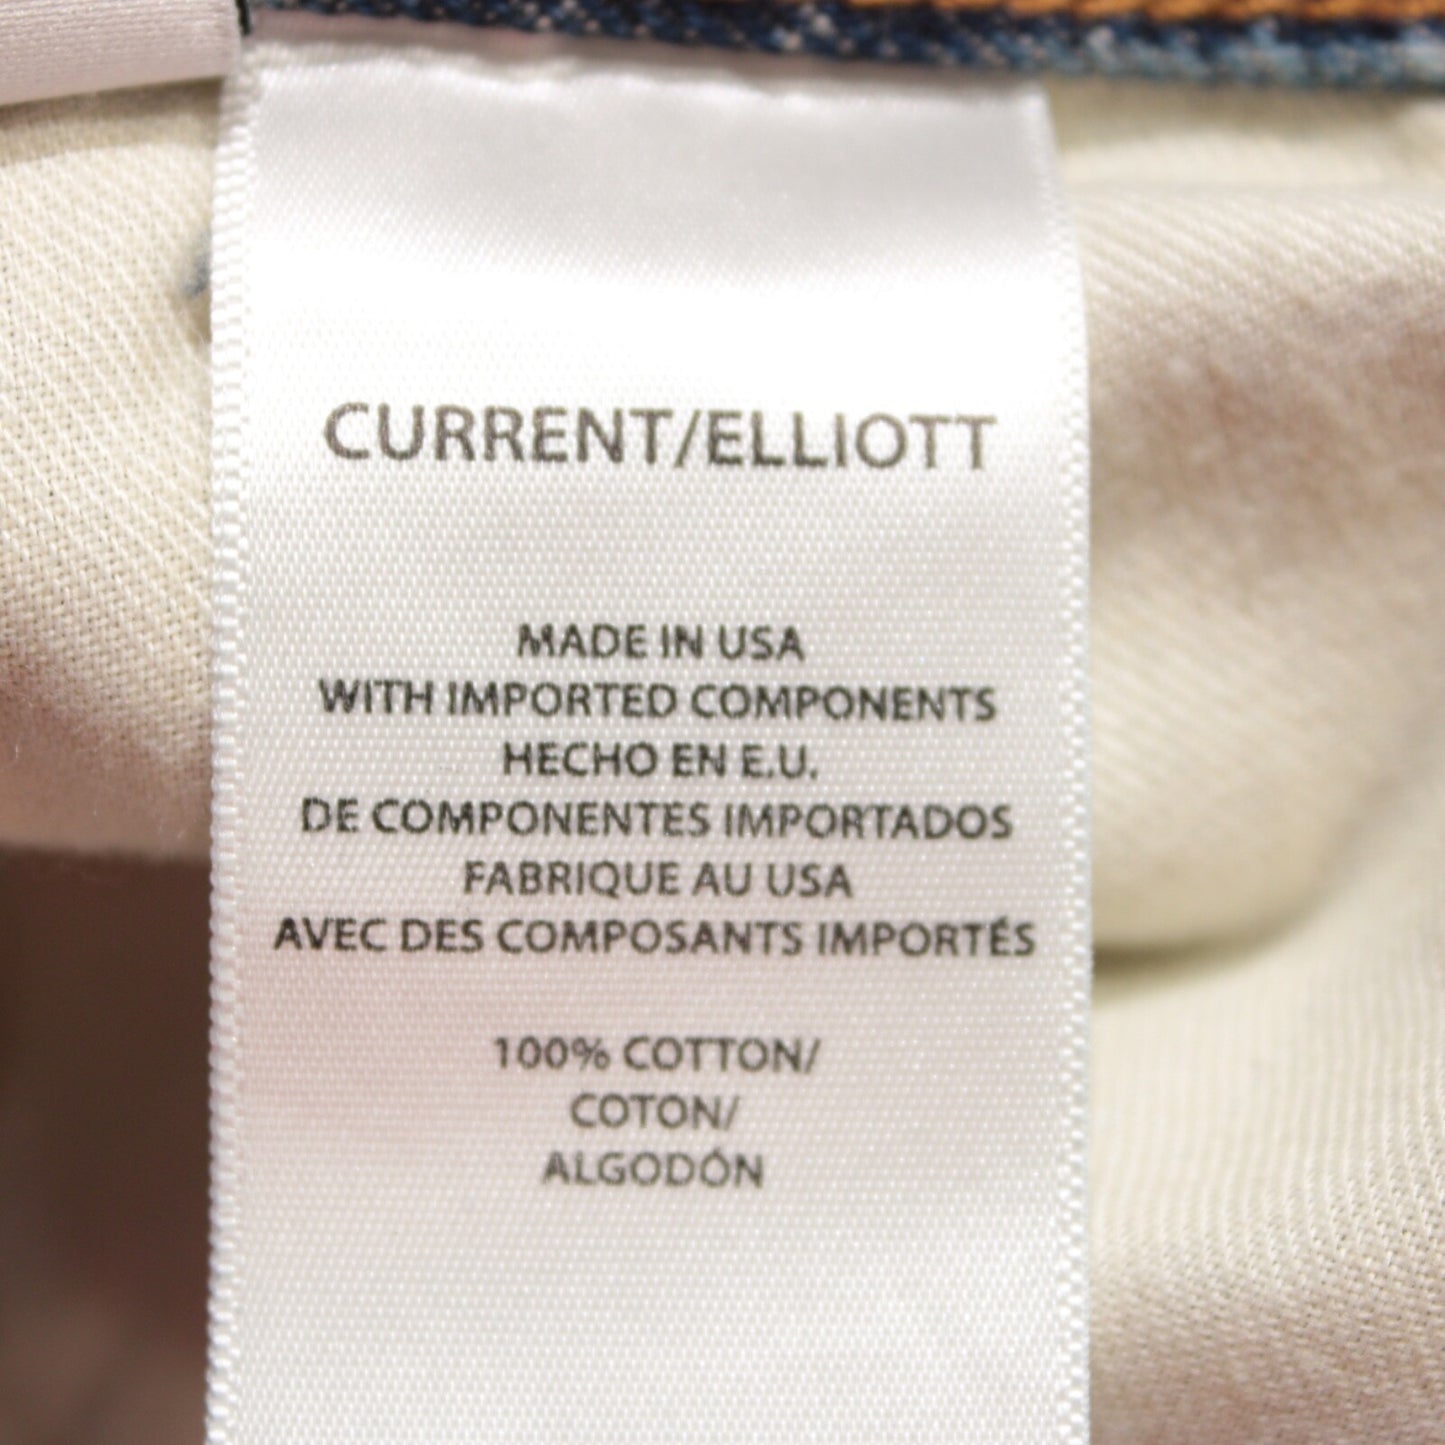 CURRENT/ELLIOTT
MADE IN USA
WITH IMPORTED COMPONENTS
HECHO EN E.U.
DE COMPONENTES IMPORTADOS
FABRIQUE AU USA
AVEC DES COMPOSANTS IMPORTÉS
100% COTTON/
COTON/
ALGODÓN